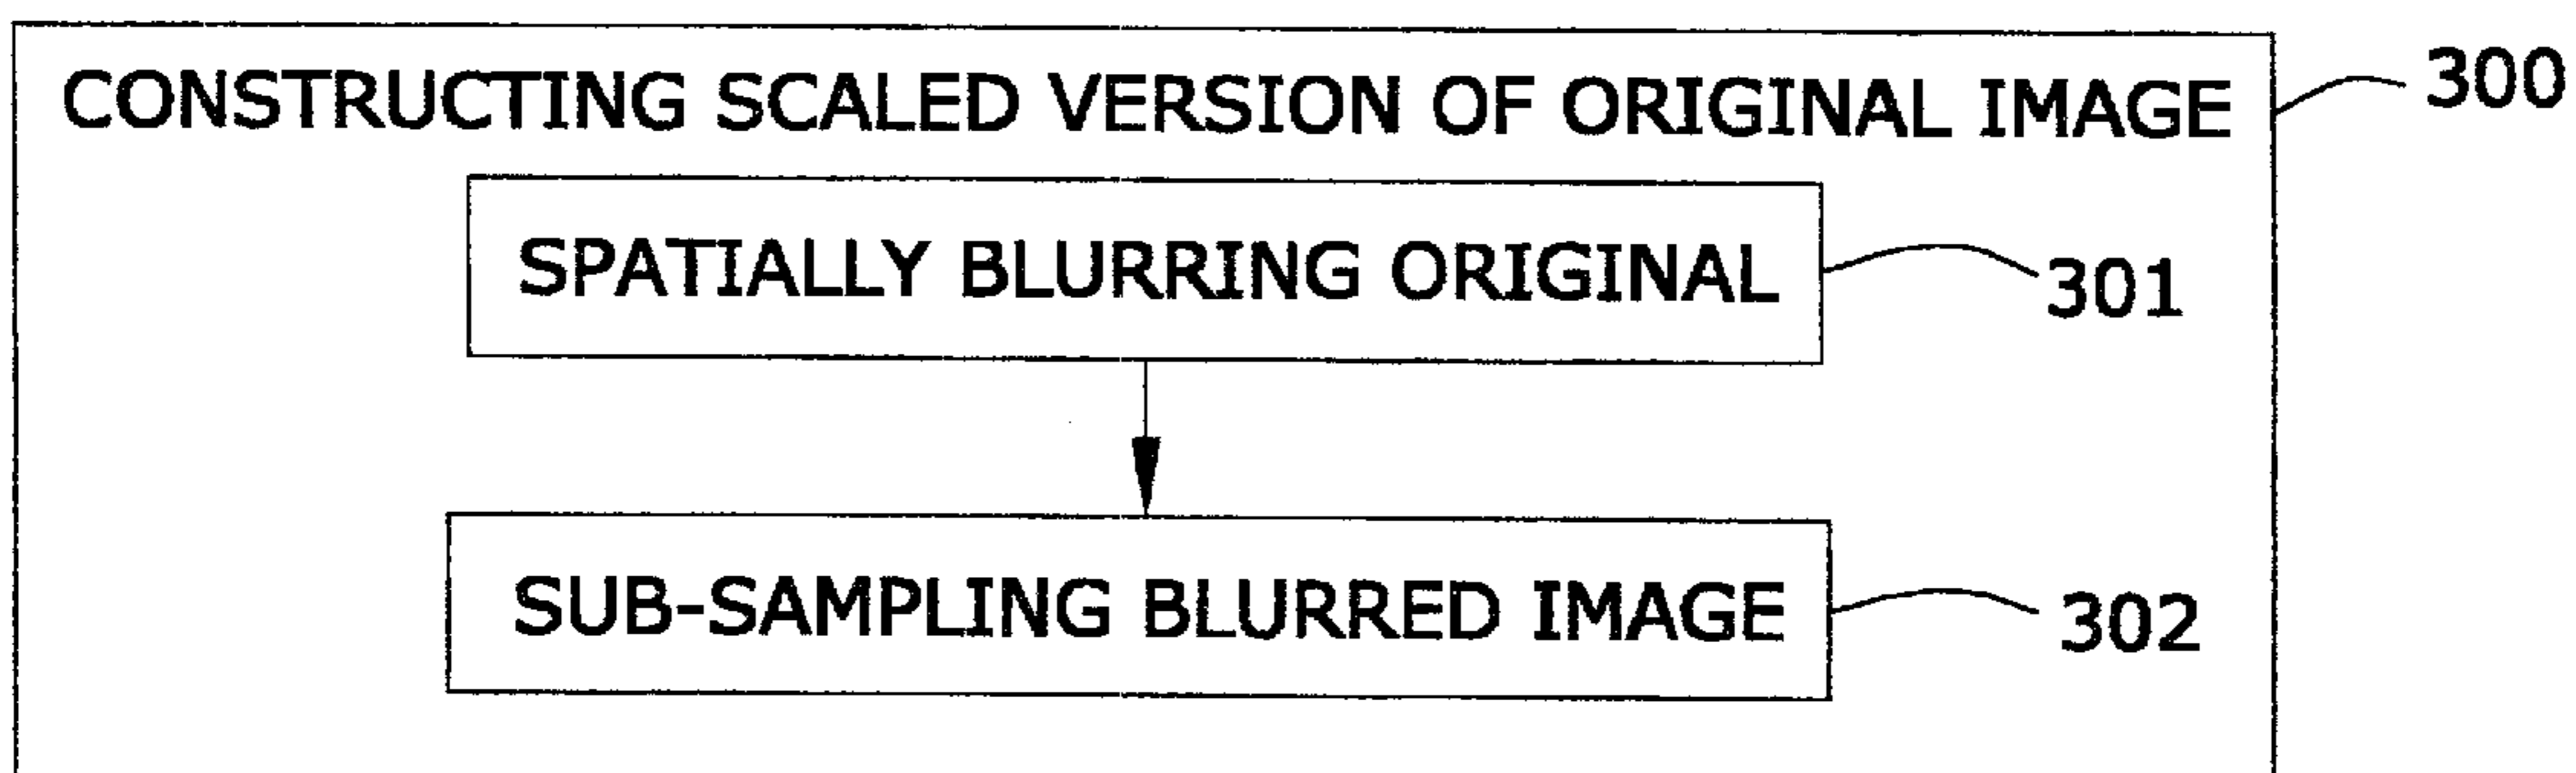 CONSTRUCTING SCALED VERSION OF ORIGINAL IMAGE 300
SPATIALLY BLURRING ORIGINAL 301
SUB-SAMPLING BLURRED IMAGE 302